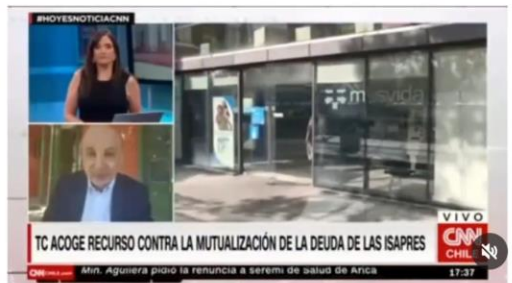 #HOYESNOTICIACNN
masvida
VIVO
TC ACOGE RECURSO CONTRA LA MUTUALIZACIÓN DE LA DEUDA DE LAS ISAPRES
CNN
CHILE
CNN CHILE.COM
Min. Aguilera pidió la renuncia a seremi de Salud de Arica
17:37